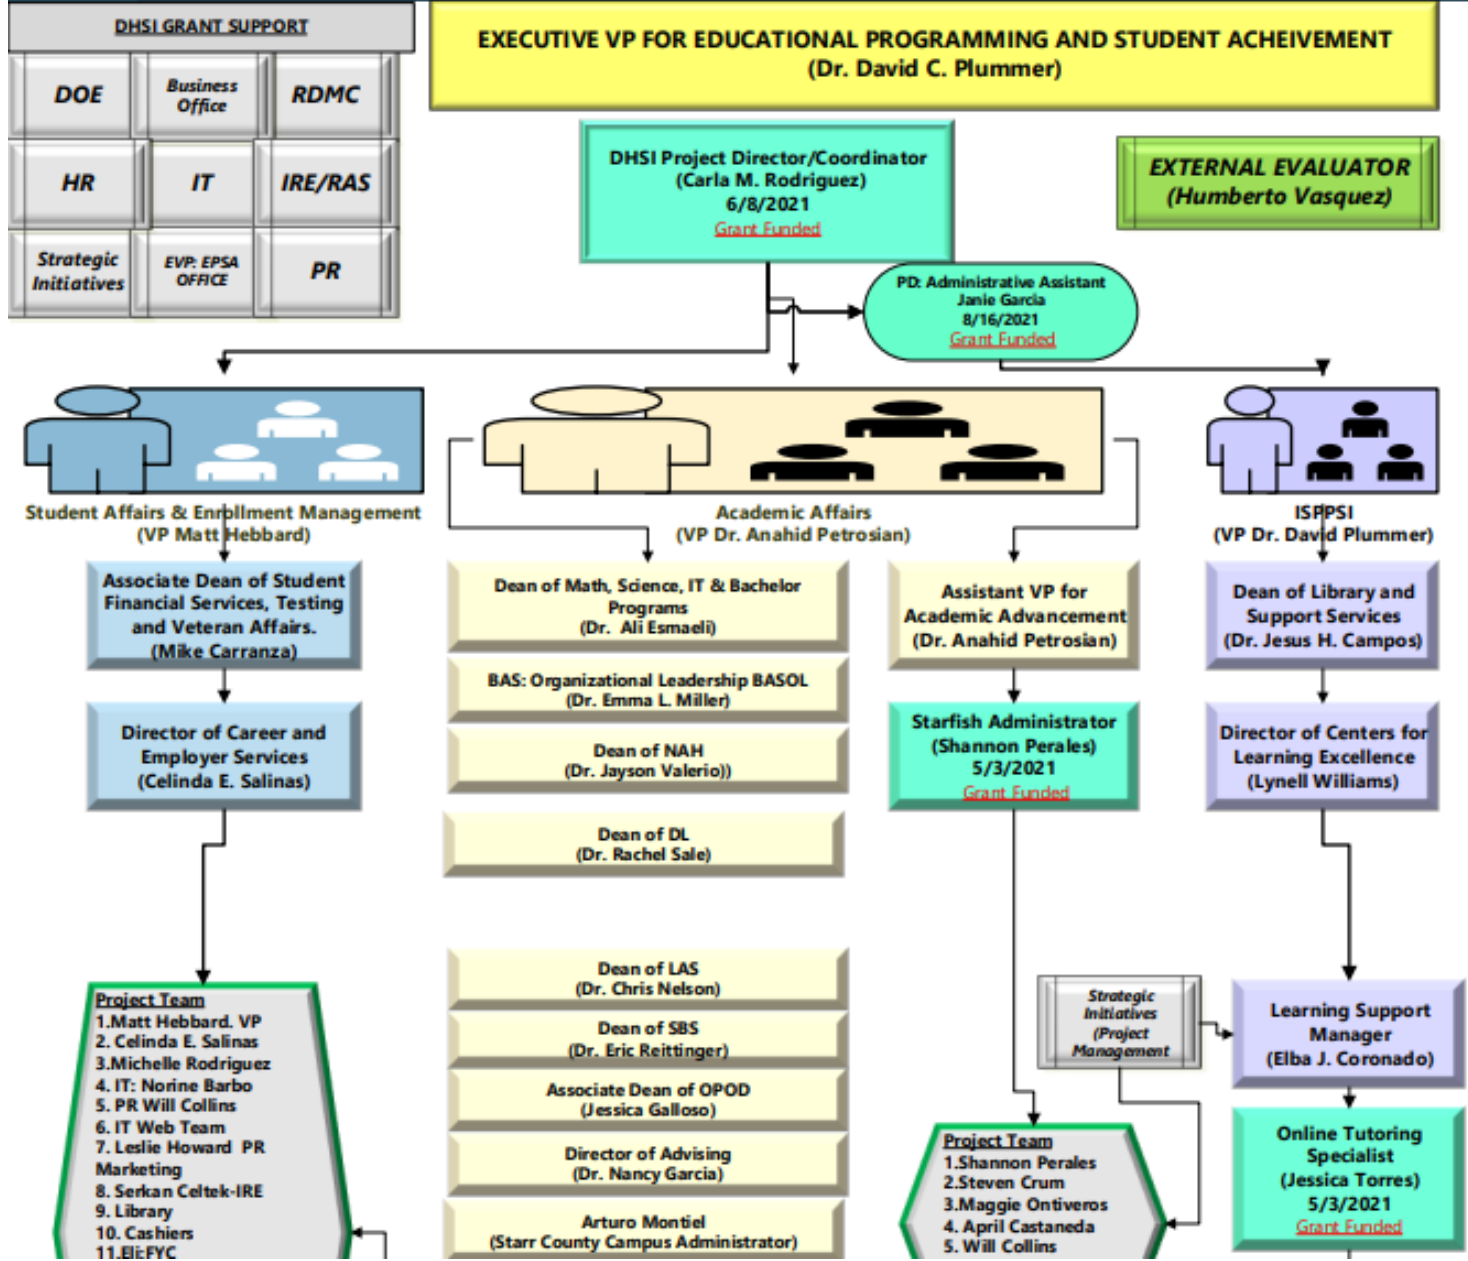 DHSI GRANT SUPPORT
DOE
Business
Office
RDMC
HR
IT
IRE/RAS
Strategic
Initiatives
EVP: EPSA
OFFICE
PR
EXECUTIVE VP FOR EDUCATIONAL PROGRAMMING AND STUDENT ACHEIVEMENT
(Dr. David C. Plummer)
DHSI Project Director/Coordinator
(Carla M. Rodriguez)
6/8/2021
Grant Funded
EXTERNAL EVALUATOR
(Humberto Vasquez)
PD: Administrative Assistant
Janie Garcia
8/16/2021
Grant Funded
Student Affairs & Enrollment Management
(VP Matt Hebbard)
Academic Affairs
(VP Dr. Anahid Petrosian)
ISPPSI
(VP Dr. David Plummer)
Associate Dean of Student
Financial Services, Testing
and Veteran Affairs.
(Mike Carranza)
Director of Career and
Employer Services
(Celinda E. Salinas)
Project Team
1.Matt Hebbard. VP
2. Celinda E. Salinas
3.Michelle Rodriguez
4. IT: Norine Barbo
5. PR Will Collins
6. IT Web Team
7. Leslie Howard PR
Marketing
8. Serkan Celtek-IRE
9. Library
10. Cashiers
11.Eli:FYC
Dean of Math, Science, IT & Bachelor
Programs
(Dr. Ali Esmaeli)
BAS: Organizational Leadership BASOL
(Dr. Emma L. Miller)
Dean of NAH
(Dr. Jayson Valerio))
Dean of DL
(Dr. Rachel Sale)
Dean of LAS
(Dr. Chris Nelson)
Dean of SBS
(Dr. Eric Reittinger)
Associate Dean of OPOD
(Jessica Galloso)
Director of Advising
(Dr. Nancy Garcia)
Arturo Montiel
(Starr County Campus Administrator)
Assistant VP for
Academic Advancement
(Dr. Anahid Petrosian)
Starfish Administrator
(Shannon Perales)
5/3/2021
Grant Funded
Project Team
1.Shannon Perales
2.Steven Crum
3.Maggie Ontiveros
4. April Castaneda
5. Will Collins
Dean of Library and
Support Services
(Dr. Jesus H. Campos)
Director of Centers for
Learning Excellence
(Lynell Williams)
Strategic
Initiatives
(Project
Management
Learning Support
Manager
(Elba J. Coronado)
Online Tutoring
Specialist
(Jessica Torres)
5/3/2021
Grant Funded